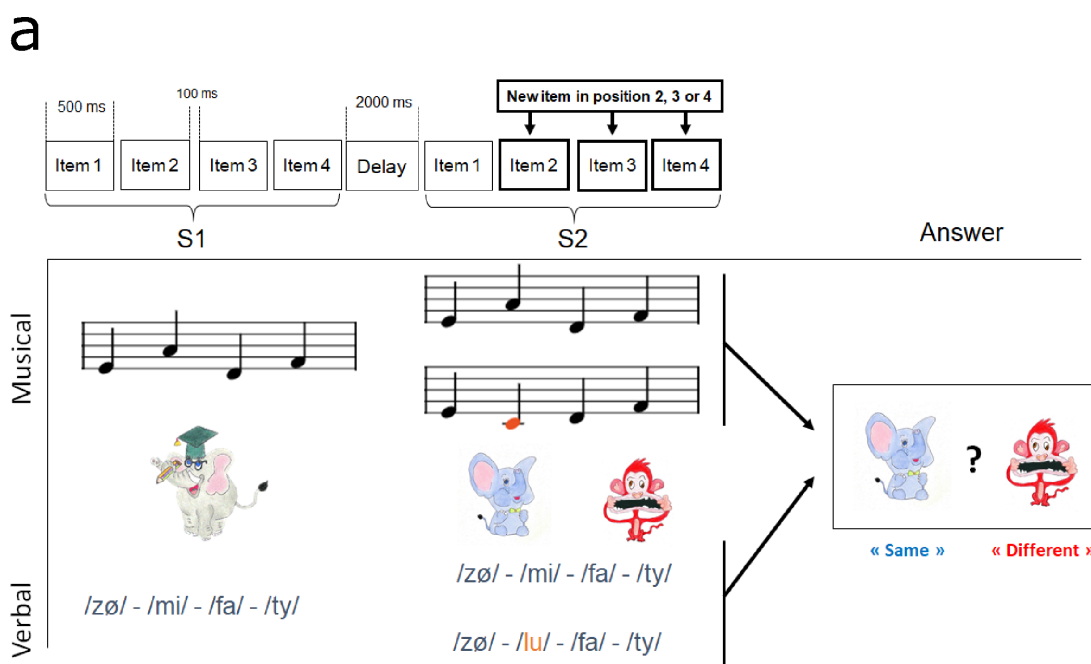 a
500 ms
100 ms
2000 ms
New item in position 2, 3 or 4
Item 1
Item 2
Item 3
Item 4
Delay
Item 1
Item 2
Item 3
Item 4
S1
S2
Answer
Musical
?
« Same »
« Different »
Verbal
/zø/ - /mi/ - /fa/ - /ty/
/zø/ - /mi/ - /fa/ - /ty/
/zø/ - /lu/ - /fa/ - /ty/